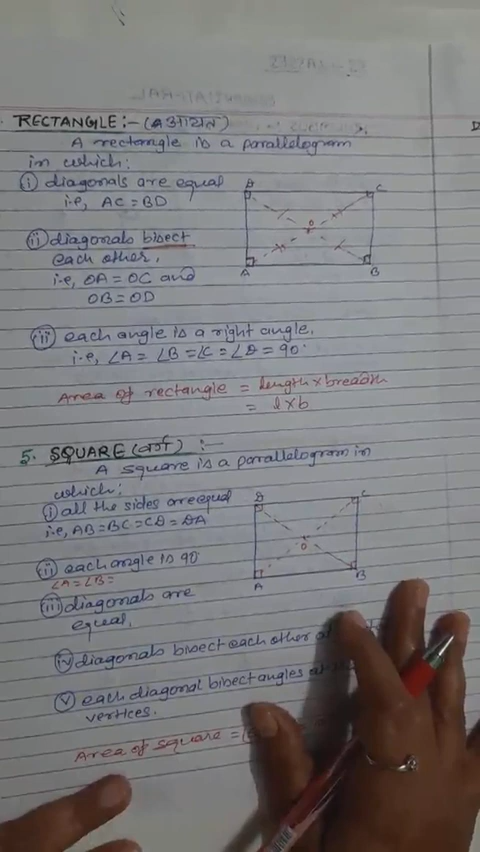 RECTANGLE:- (आयत)
A rectangle is a parallelogram
in which:
(i) diagonals are equal
i.e, AC = BD
(ii) diagonals bisect
each other,
i.e, OA = OC and
OB = OD
(iii) each angle is a right angle.
i.e, ∠A = ∠B = ∠C = ∠D = 90°
Area of rectangle = length × breadth
= l × b
D
C
O
A
B
5. SQUARE (वर्ग) :-
A square is a parallelogram in
which;
(i) all the sides are equal
i.e, AB = BC = CD = DA
(ii) each angle is 90
∠A = ∠B =
(iii) diagonals are
equal.
D
C
O
A
B
(iv) diagonals bisect each other
(v) each diagonal bisect angles
vertices.
Area of square =